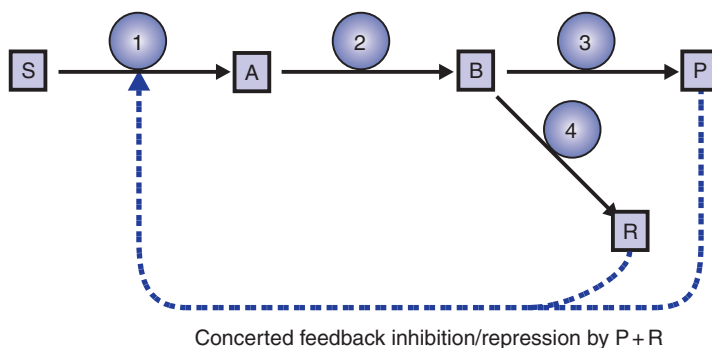 1 2 3
S A B P
4
R
Concerted feedback inhibition/repression by P+R